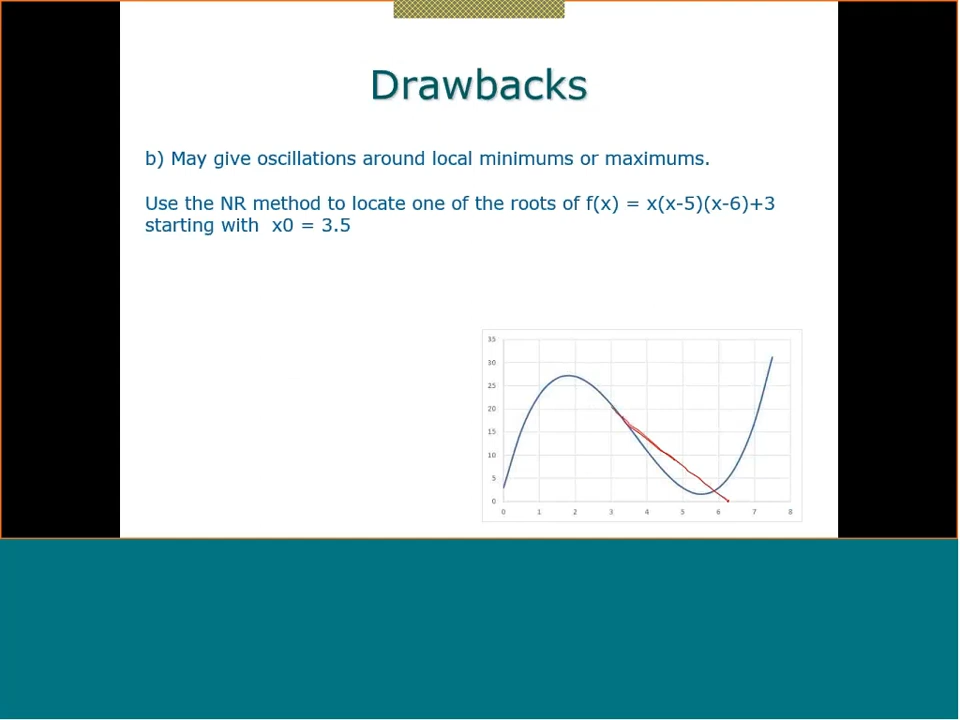 Drawbacks
b) May give oscillations around local minimums or maximums.
Use the NR method to locate one of the roots of f(x) = x(x-5)(x-6)+3
starting with x0 = 3.5
35
30
25
20
15
10
5
0
0 1 2 3 4 5 6 7 8